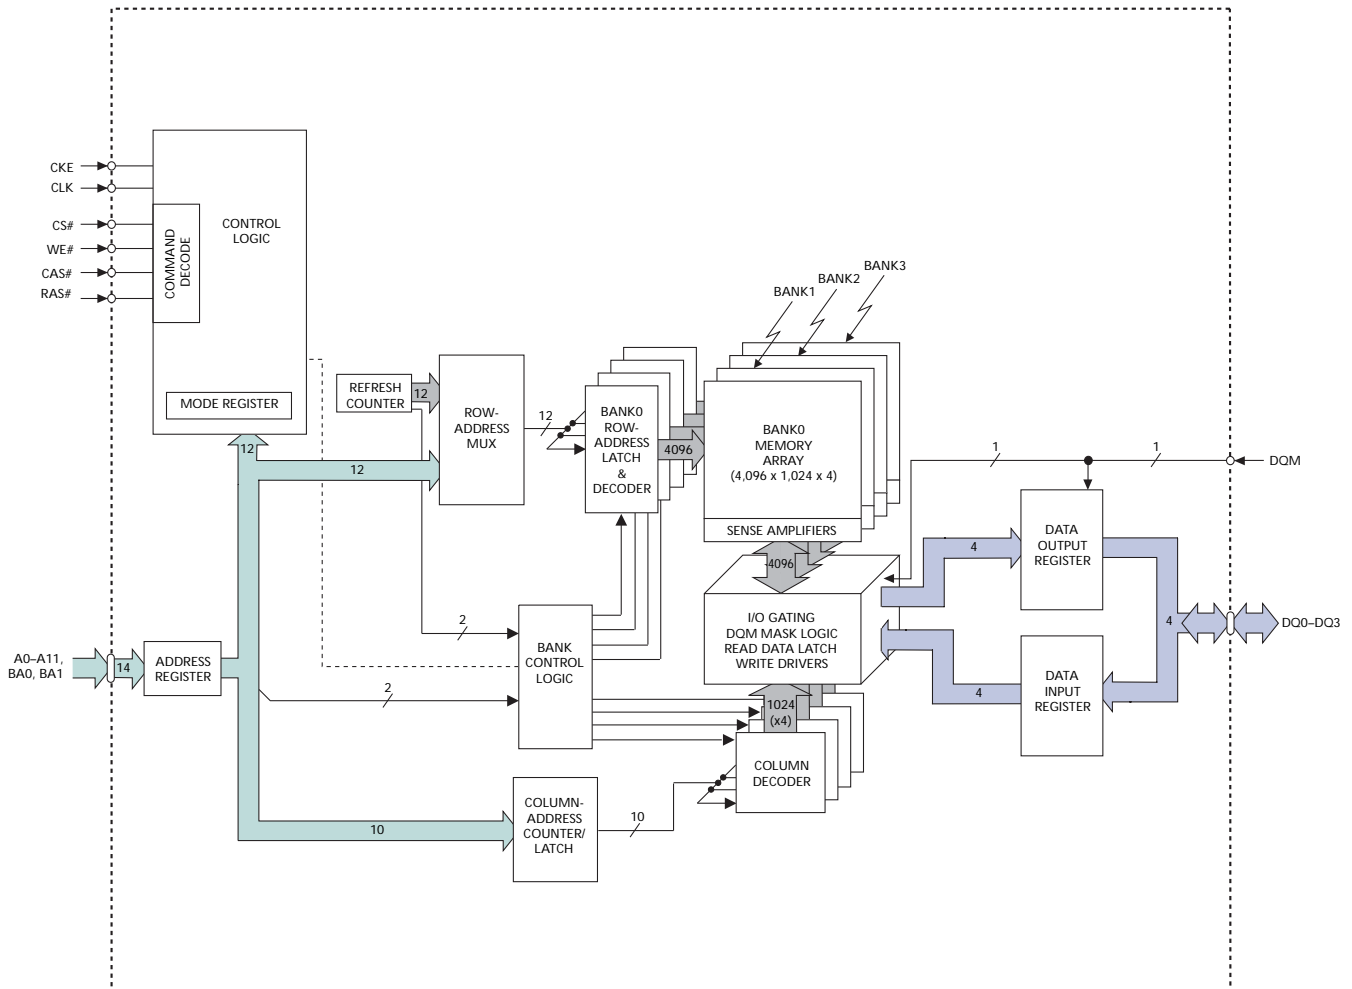 CKE
CLK
CS#
WE#
CAS#
RAS#
COMMAND
DECODE
CONTROL
LOGIC
MODE REGISTER
BANK3
BANK2
BANK1
REFRESH
COUNTER
12
ROW-
ADDRESS
MUX
12
BANK0
ROW-
ADDRESS
LATCH
&
DECODER
4096
BANK0
MEMORY
ARRAY
(4,096 x 1,024 x 4)
SENSE AMPLIFIERS
12
12
1
1
DQM
4096
I/O GATING
DQM MASK LOGIC
READ DATA LATCH
WRITE DRIVERS
4
DATA
OUTPUT
REGISTER
4
DQ0–DQ3
4
DATA
INPUT
REGISTER
A0–A11,
BA0, BA1
14
ADDRESS
REGISTER
2
2
BANK
CONTROL
LOGIC
1024
(x4)
COLUMN
DECODER
10
COLUMN-
ADDRESS
COUNTER/
LATCH
10